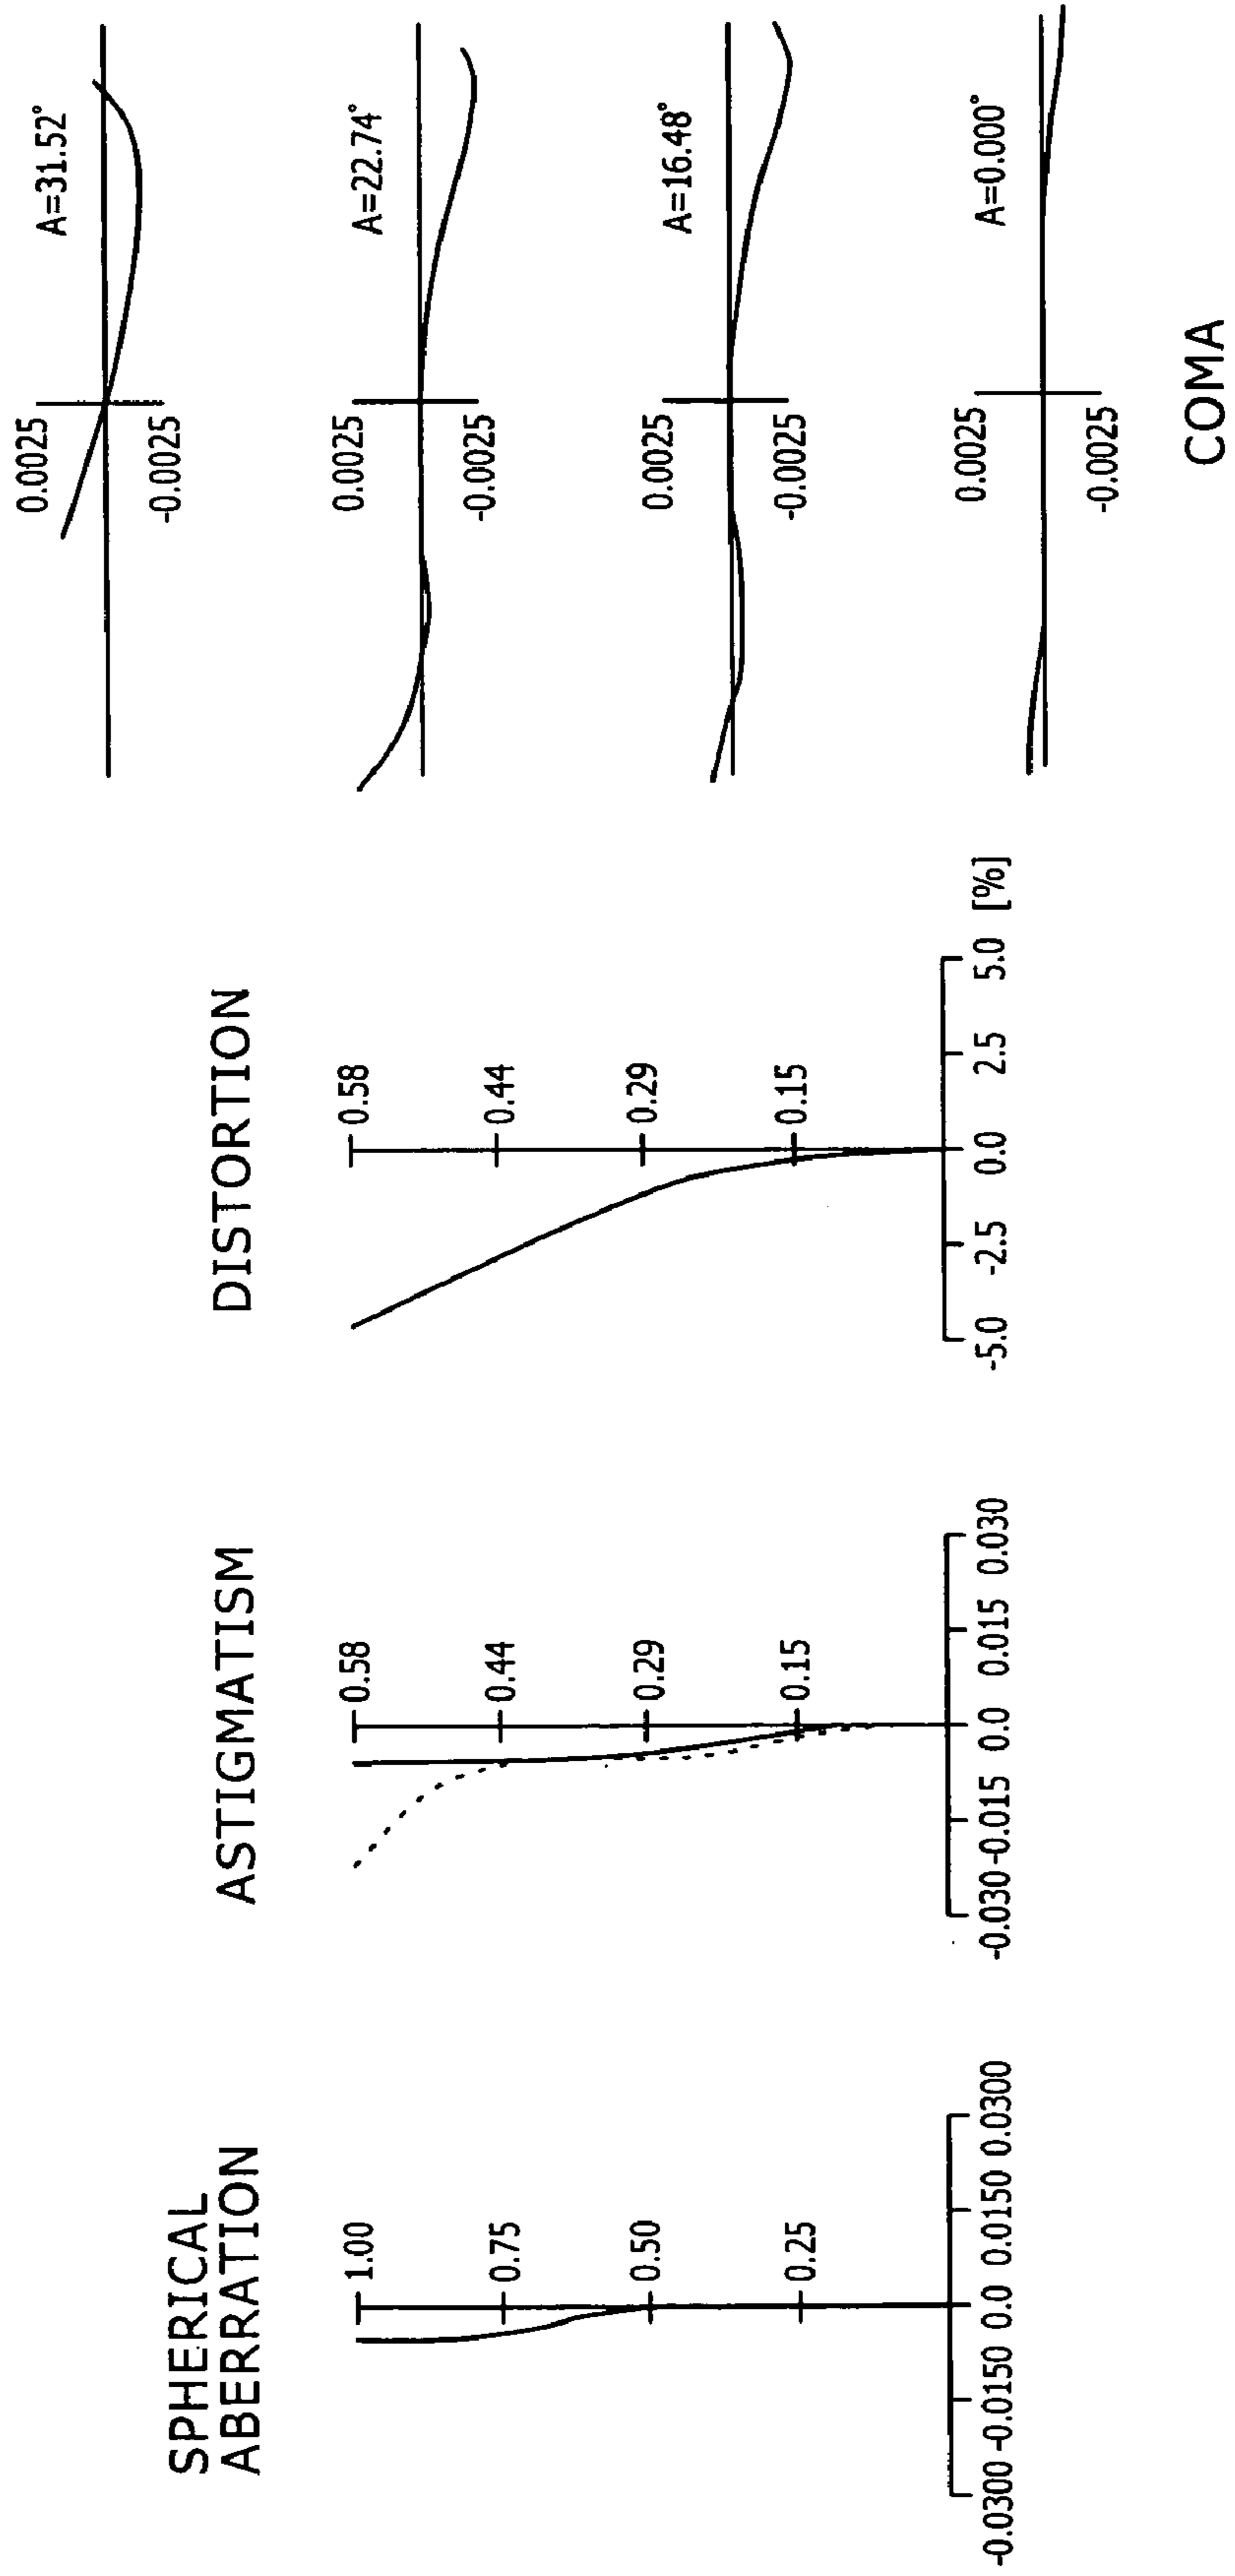 SPHERICAL
ABERRATION
1.00
0.75
0.50
0.25
-0.0300 -0.0150 0.0 0.0150 0.0300
ASTIGMATISM
0.58
0.44
0.29
0.15
-0.030 -0.015 0.0 0.015 0.030
DISTORTION
0.58
0.44
0.29
0.15
-5.0 -2.5 0.0 2.5 5.0 [%]
0.0025
A=31.52°
-0.0025
0.0025
A=22.74°
-0.0025
0.0025
A=16.48°
-0.0025
0.0025
A=0.000°
-0.0025
COMA